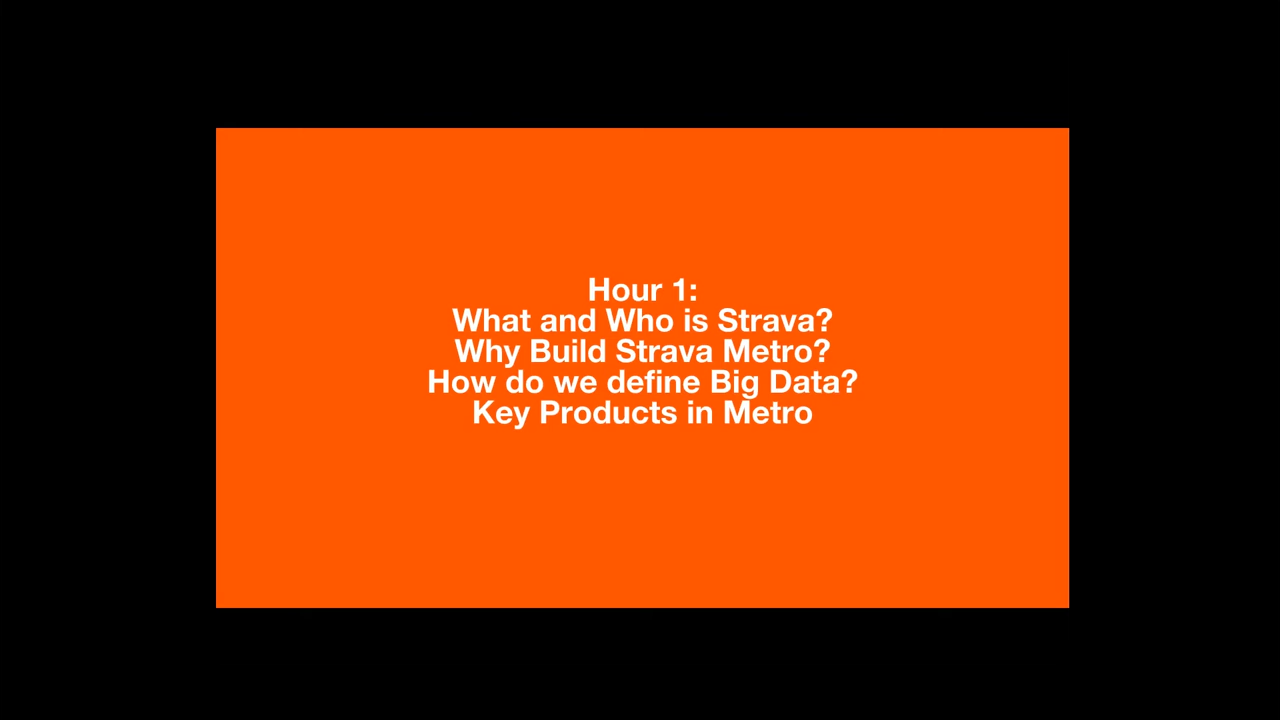 Hour 1:
What and Who is Strava?
Why Build Strava Metro?
How do we define Big Data?
Key Products in Metro